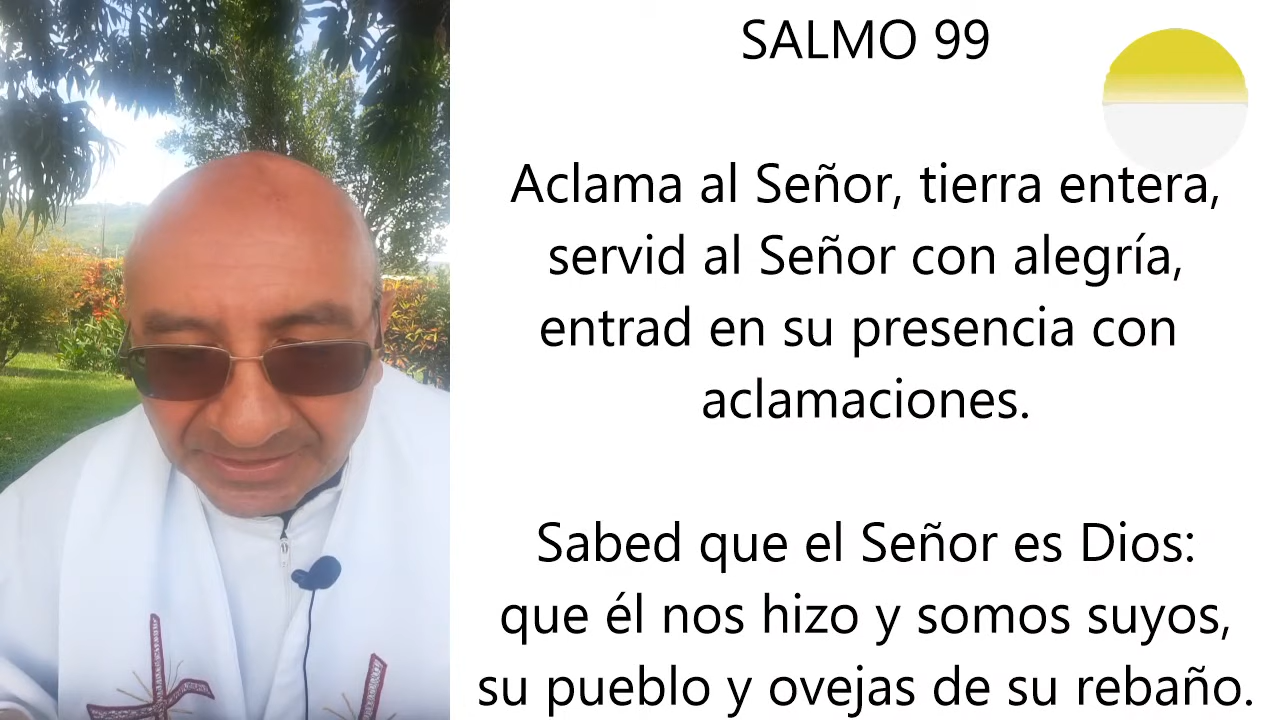 SALMO 99
Aclama al Señor, tierra entera,
servid al Señor con alegría,
entrad en su presencia con
aclamaciones.
Sabed que el Señor es Dios:
que él nos hizo y somos suyos,
su pueblo y ovejas de su rebaño.